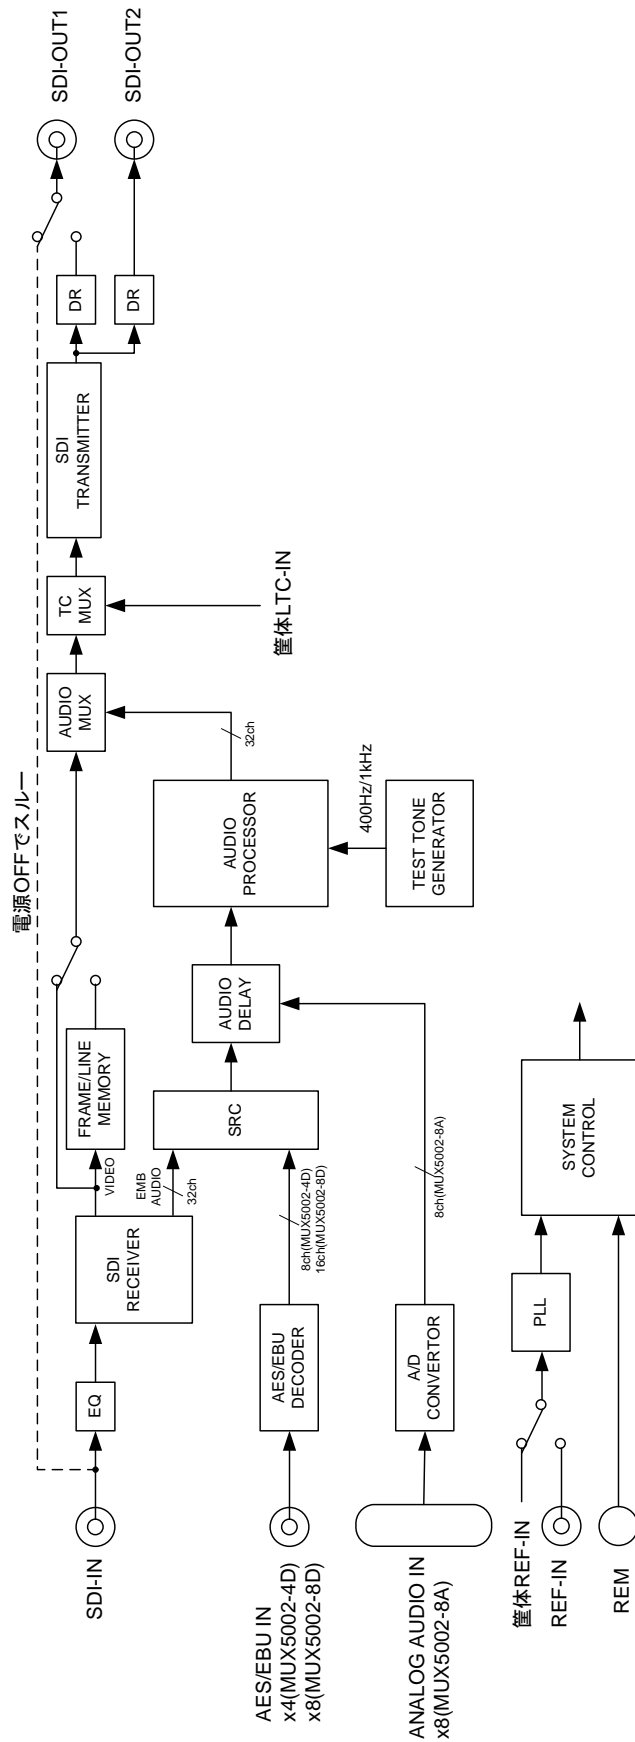 SDI-IN
EQ
SDI
RECEIVER
VIDEO
EMB
AUDIO
32ch
FRAME/LINE
MEMORY
電源OFFでスルー
AUDIO
MUX
TC
MUX
SDI
TRANSMITTER
DR
DR
SDI-OUT1
SDI-OUT2
筐体LTC-IN
AES/EBU IN
x4(MUX5002-4D)
x8(MUX5002-8D)
AES/EBU
DECODER
8ch(MUX5002-4D)
16ch(MUX5002-8D)
SRC
AUDIO
DELAY
AUDIO
PROCESSOR
32ch
400Hz/1kHz
TEST TONE
GENERATOR
ANALOG AUDIO IN
x8(MUX5002-8A)
A/D
CONVERTOR
8ch(MUX5002-8A)
筐体REF-IN
REF-IN
REM
PLL
SYSTEM
CONTROL